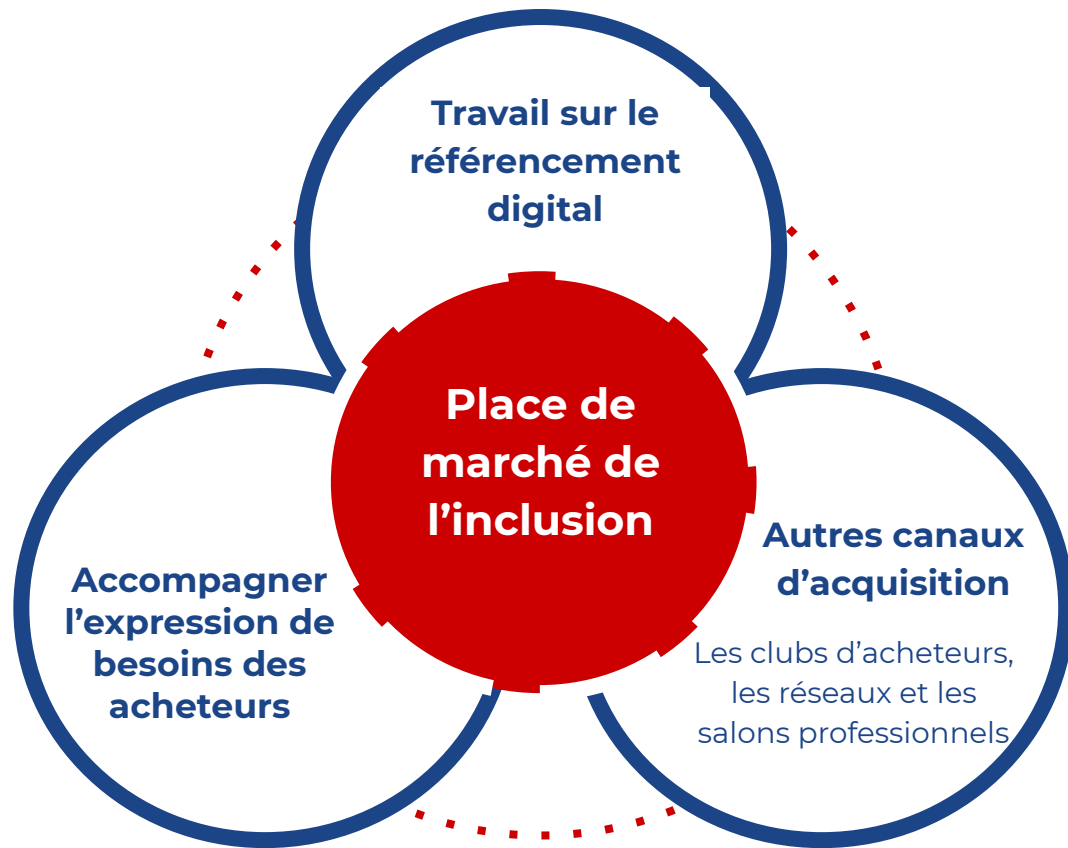 Travail sur le
référencement
digital
Place de
marché de
l’inclusion
Accompagner
l’expression de
besoins des
acheteurs
Autres canaux
d’acquisition
Les clubs d’acheteurs,
les réseaux et les
salons professionnels